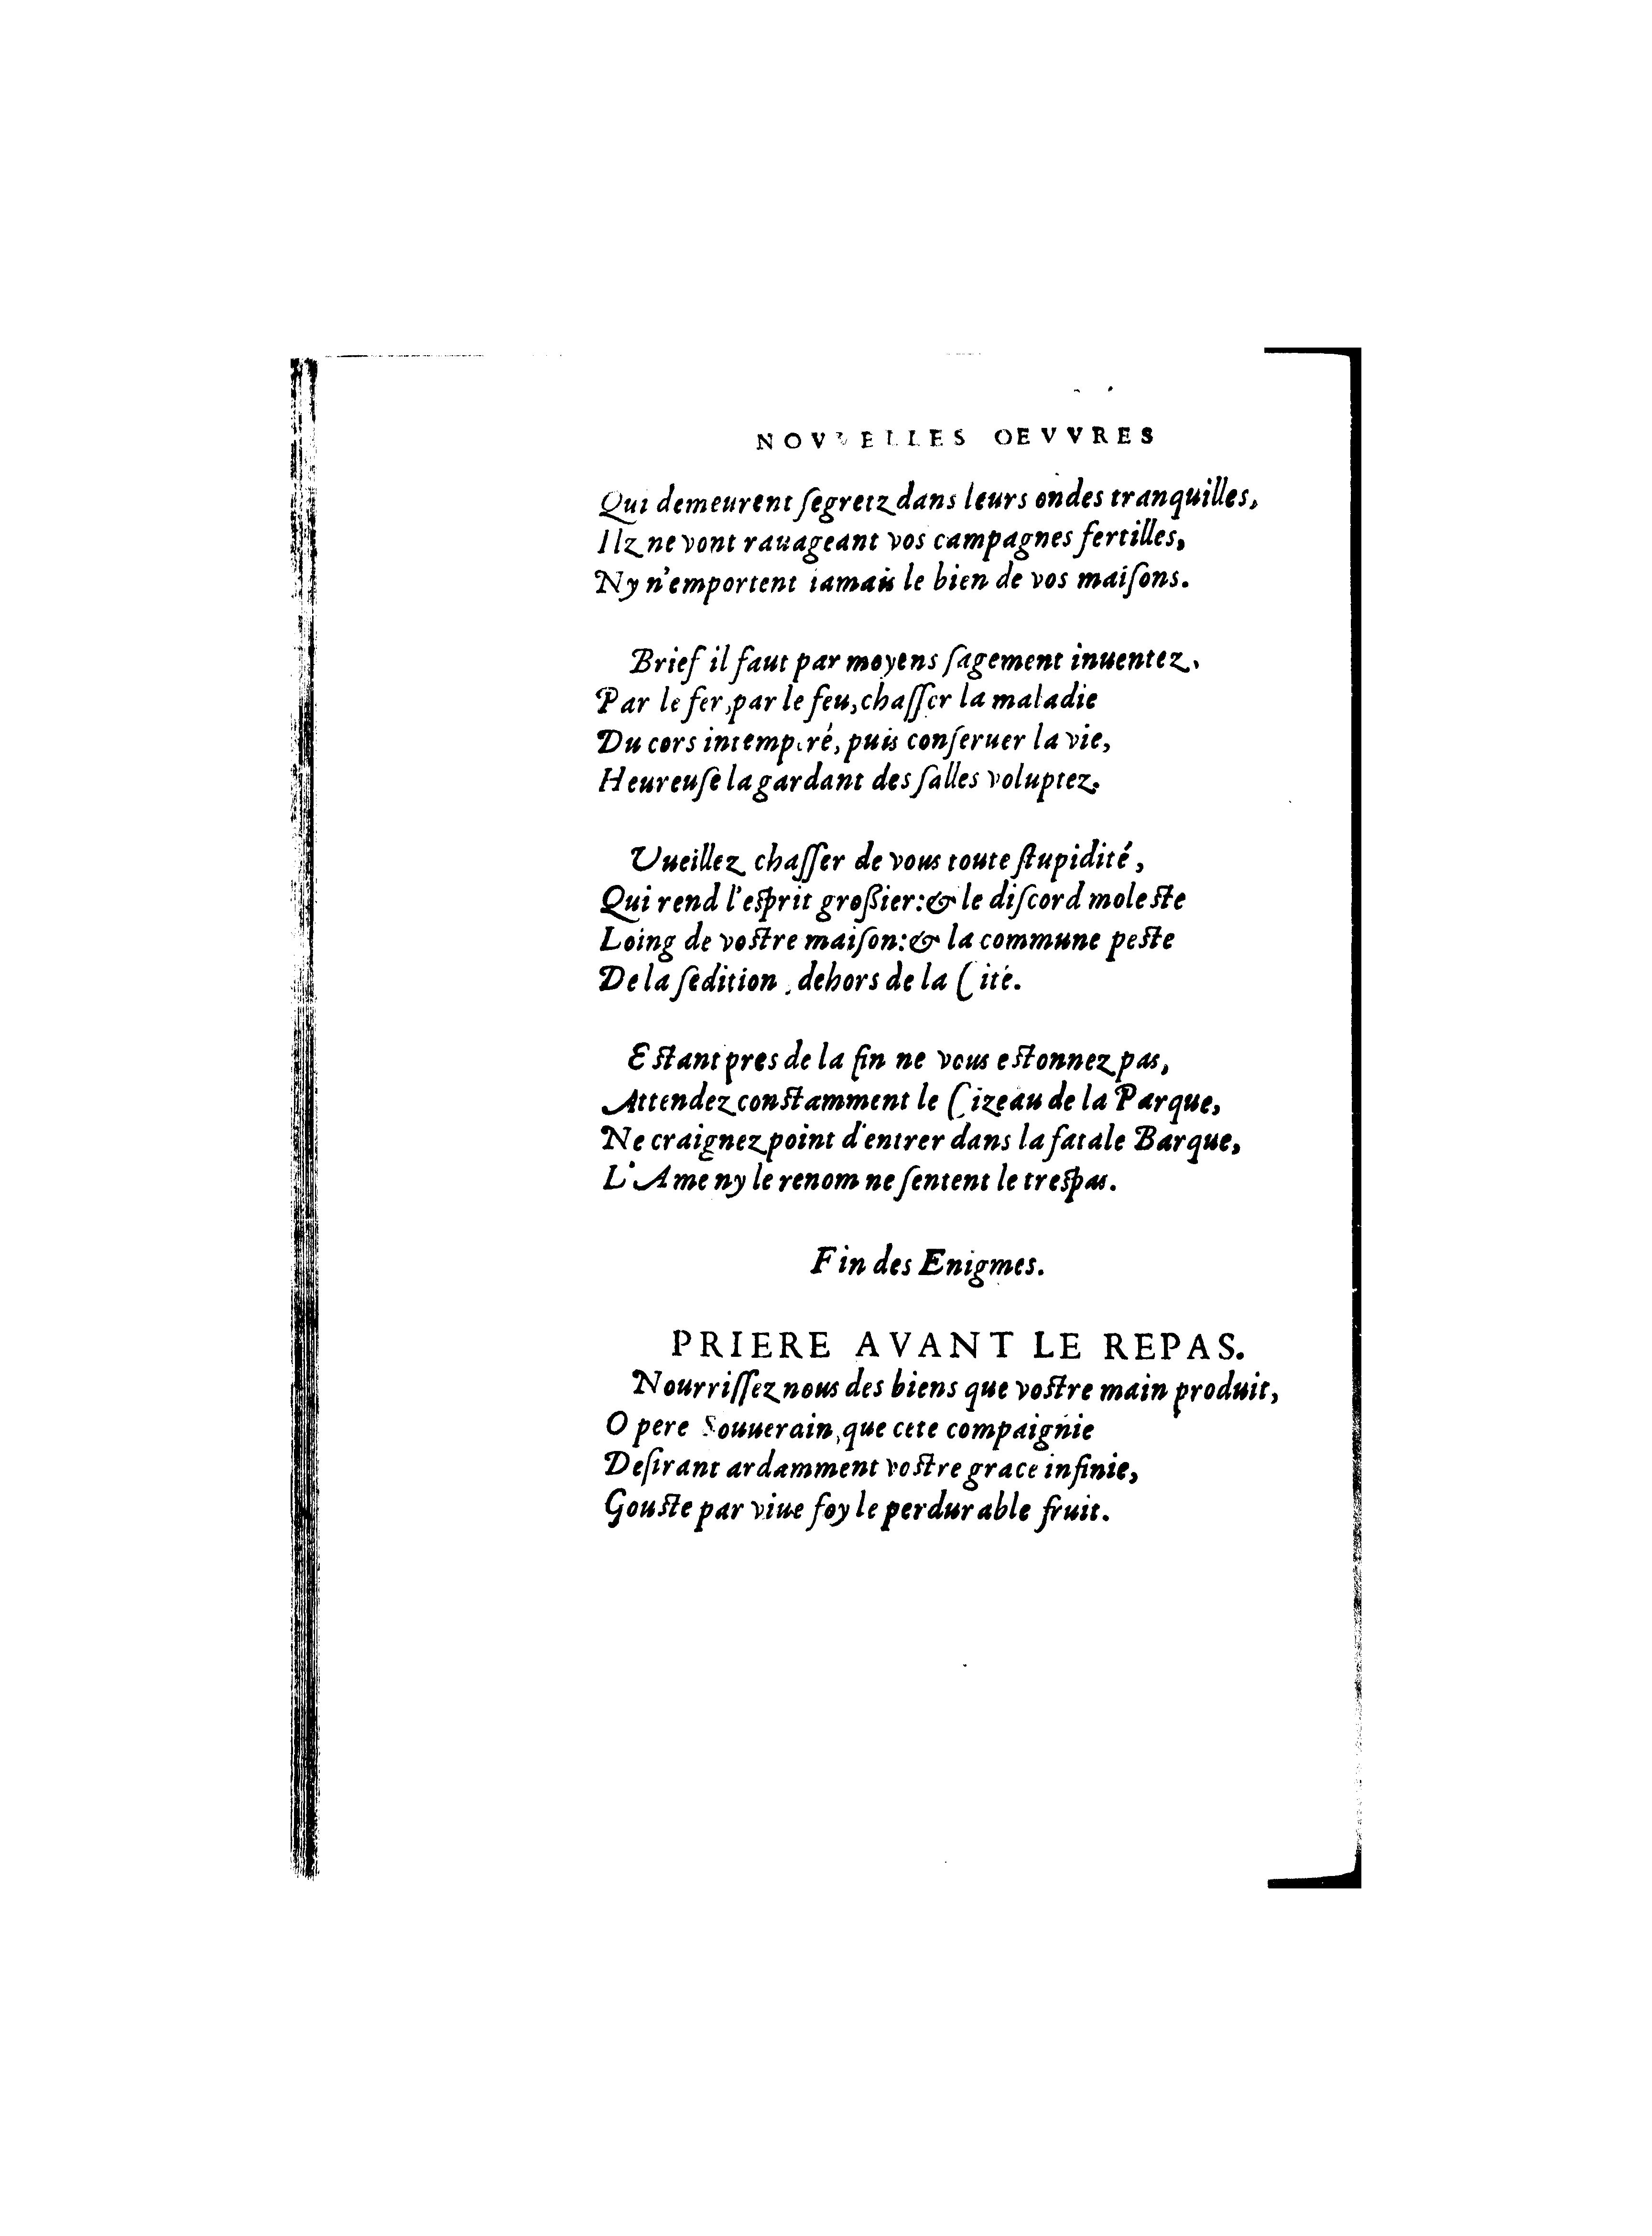 NOVVELLES OEVVRES
Qui demeurent ſegretz dans leurs ondes tranquilles,
Ilz ne vont rauageant vos campagnes fertilles,
Ny n'emportent iamais le bien de vos maiſons.
Brief il faut par moyens ſagement inuentez,
Par le fer, par le feu, chaſſer la maladie
Du cors intemperé, puis conſeruer la vie,
Heureuſe la gardant des ſalles voluptez.
Vueillez chaſſer de vous toute ſtupidité,
Qui rend l'eſprit groſsier: & le diſcord moleſte
Loing de voſtre maiſon: & la commune peſte
De la ſedition, dehors de la Cité.
Eſtant pres de la fin ne vous eſtonnez pas,
Attendez conſtamment le Cizeau de la Parque,
Ne craignez point d'entrer dans la fatale Barque,
L'Ame ny le renom ne ſentent le treſpas.
Fin des Enigmes.
PRIERE AVANT LE REPAS.
Nourriſſez nous des biens que voſtre main produit,
O pere Souuerain, que cete compaignie
Deſirant ardamment voſtre grace infinie,
Gouſte par viue foy le perdurable fruit.